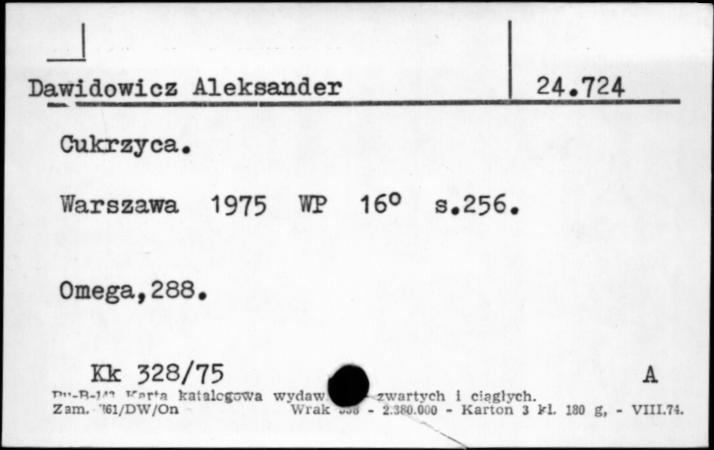 Dawidowicz Aleksander 24.724
Cukrzyca.
Warszawa 1975 WP 16° s.256.
Omega,288.
Kk 328/75 A
Karta katalogowa zwartych i ciągłych.
Zam. 161/DW/On Wrak - 2.380.000 - Karton 3 kl. 180 g, - VIII.74.